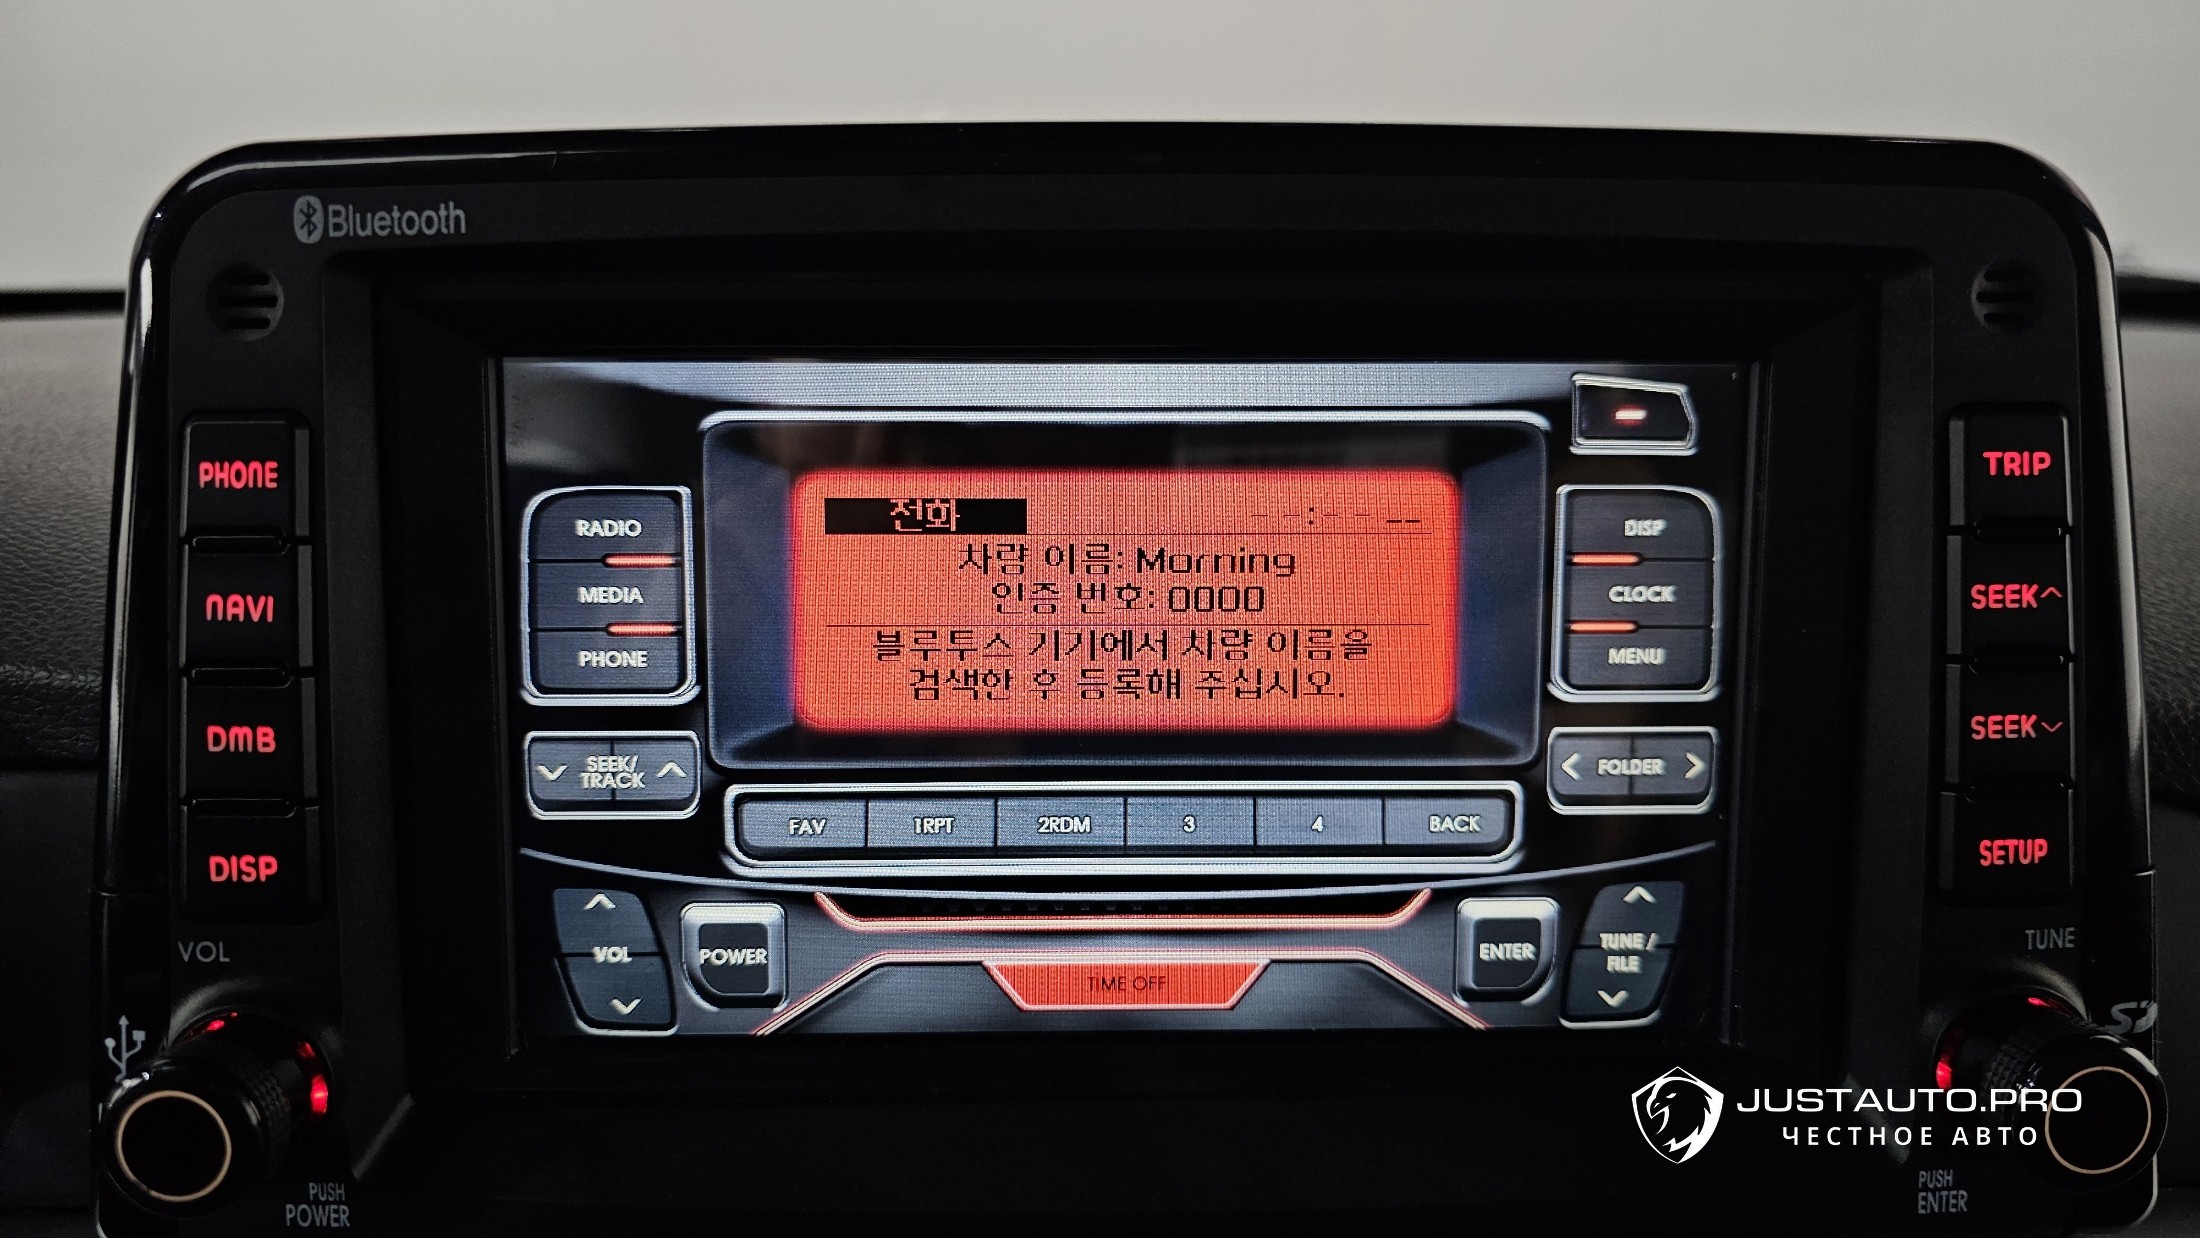 Bluetooth
PHONE
NAVI
DMB
DISP
VOL
PUSH
POWER
RADIO
MEDIA
PHONE
SEEK/
TRACK
전화
--:-- --
차량 이름: Morning
인증 번호: 0000
블루투스 기기에서 차량 이름을
검색한 후 등록해 주십시오.
DISP
CLOCK
MENU
< FOLDER >
FAV 1RPT 2RDM 3 4 BACK
VOL
POWER
TIME OFF
ENTER
TUNE /
FILE
TRIP
SEEK^
SEEK⌵
SETUP
TUNE
JUSTAUTO.PRO
ЧЕСТНОЕ АВТО
PUSH
ENTER